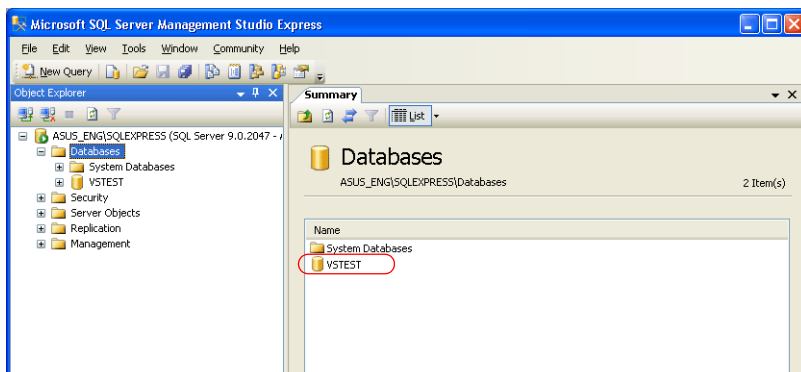 Microsoft SQL Server Management Studio Express
File Edit View Tools Window Community Help
New Query
Object Explorer
Summary
List
ASUS_ENG\SQLEXPRESS (SQL Server 9.0.2047 -
Databases
System Databases
VSTEST
Security
Server Objects
Replication
Management
Databases
ASUS_ENG\SQLEXPRESS\Databases
2 Item(s)
Name
System Databases
VSTEST